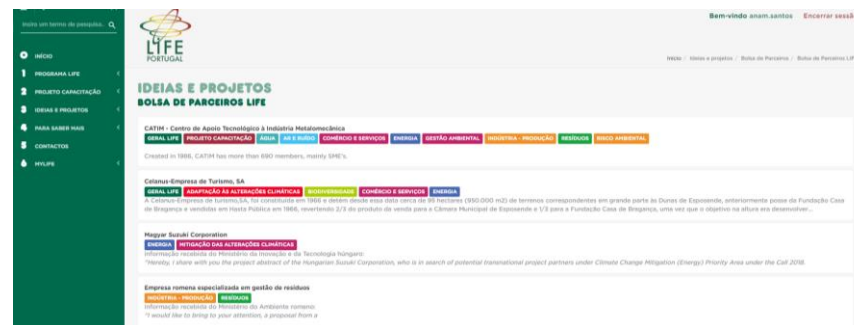 Insira um termo de pesquisa.
INÍCIO
1 PROGRAMA LIFE
2 PROJETO CAPACITAÇÃO
3 IDEIAS E PROJETOS
4 PARA SABER MAIS
5 CONTACTOS
6 MYLIFE
LIFE
PORTUGAL
Bem-vindo anam.santos Encerrar sessã
Início / Ideias e projetos / Bolsa de Parceiros / Bolsa de Parceiros LIF
IDEIAS E PROJETOS
BOLSA DE PARCEIROS LIFE
CATIM - Centro de Apoio Tecnológico à Indústria Metalomecânica
GERAL LIFE PROJETO CAPACITAÇÃO ÁGUA AR E RUÍDO COMÉRCIO E SERVIÇOS ENERGIA GESTÃO AMBIENTAL INDÚSTRIA - PRODUÇÃO RESÍDUOS RISCO AMBIENTAL
Created in 1986, CATIM has more than 680 members, mainly SME's.
Celanus-Empresa de Turismo, SA
GERAL LIFE ADAPTAÇÃO ÀS ALTERAÇÕES CLIMÁTICAS BIODIVERSIDADE COMÉRCIO E SERVIÇOS ENERGIA
A Celanus-Empresa de Turismo,SA, foi constituída em 1966 e detém desse essa data cerca de 95 hectares (950.000 m2) de terrenos correspondentes em grande parte às Dunas de Esposende, anteriormente posse da Fundação Casa
de Bragança e vendidas em Hasta Pública em 1966, revertendo 2/3 do produto da venda para a Câmara Municipal de Esposende e 1/3 para a Fundação Casa de Bragança, uma vez que o objetivo na altura era desenvolver...
Magyar Suzuki Corporation
ENERGIA MITIGAÇÃO DAS ALTERAÇÕES CLIMÁTICAS
Informação recebida do Ministério da Inovação e da Tecnologia húngaro:
"Hereby, I share with you the project abstract of the Hungarian Suzuki Corporation, who is in search of potential transnational project partners under Climate Change Mitigation (Energy) Priority Area under the Call 2018.
Empresa romena especializada em gestão de resíduos
INDÚSTRIA - PRODUÇÃO RESÍDUOS
Informação recebida do Ministério do Ambiente romeno:
"I would like to bring to your attention, a proposal from a